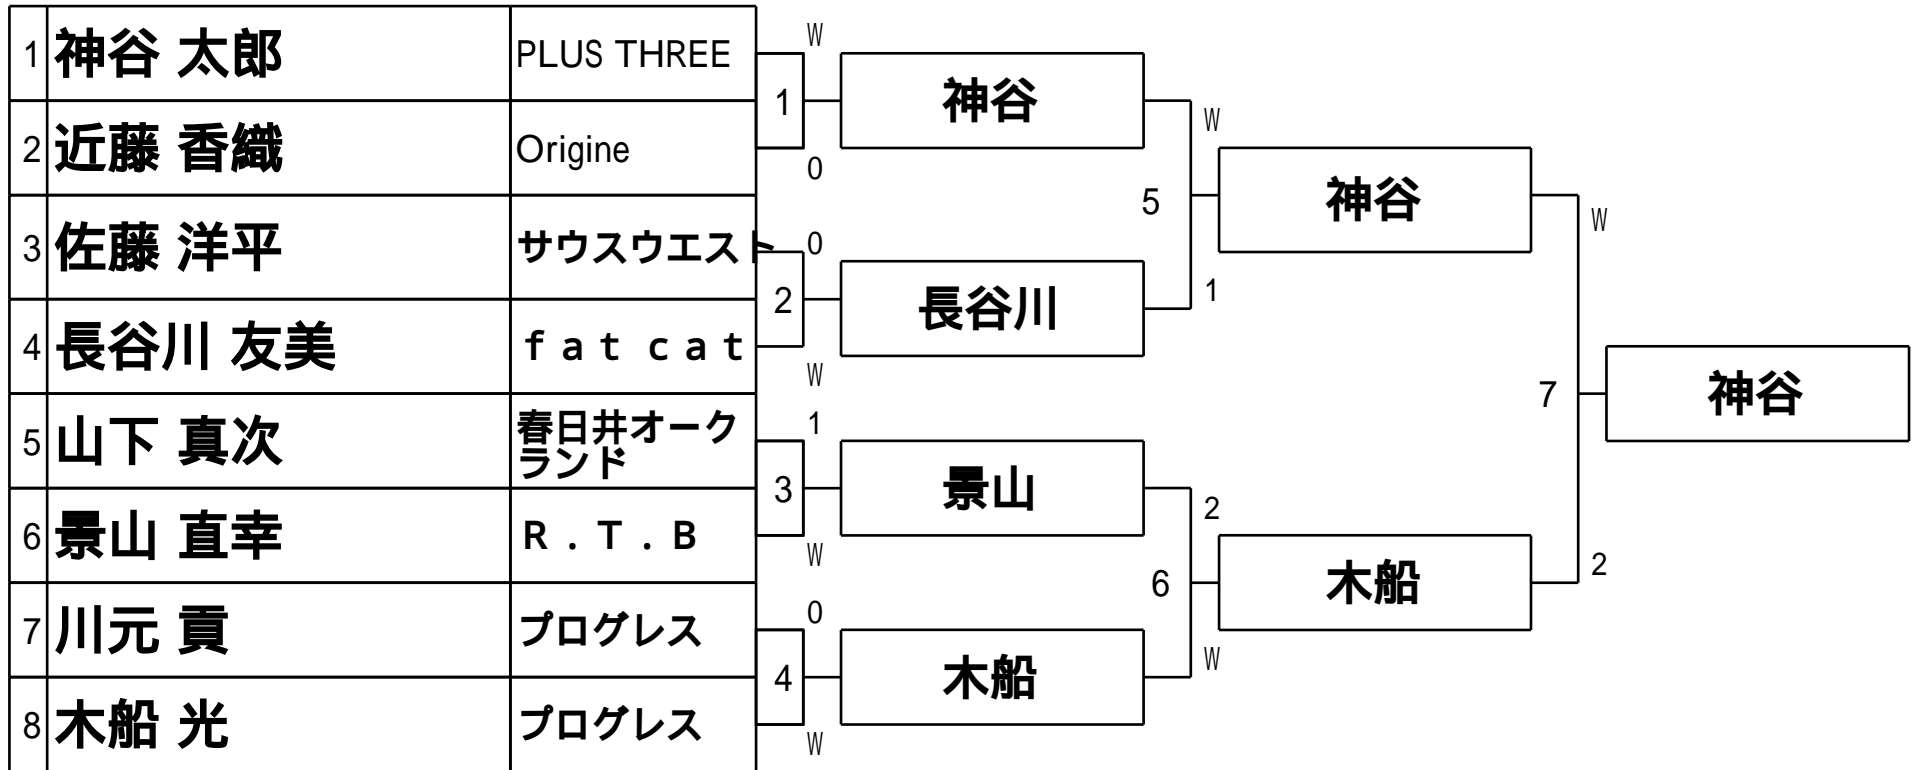 1 神谷 太郎 PLUS THREE
2 近藤 香織 Origine
3 佐藤 洋平 サウスウエスト
4 長谷川 友美 ｆａｔ ｃａｔ
5 山下 真次 春日井オーク
ランド
6 景山 直幸 Ｒ．Ｔ．Ｂ
7 川元 貢 プログレス
8 木船 光 プログレス
W
1
0
神谷
0
2
W
長谷川
1
3
W
景山
0
4
W
木船
W
5
1
神谷
2
6
W
木船
W
7
2
神谷